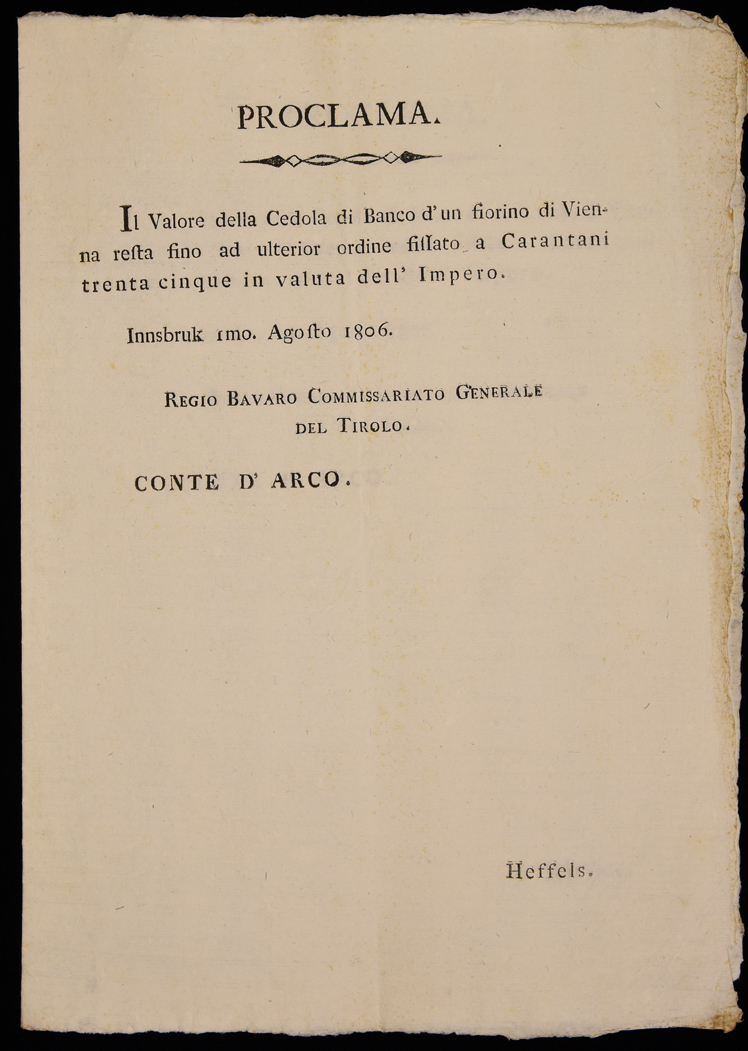 PROCLAMA.
Il Valore della Cedola di Banco d' un fiorino di Vien-
na reſta fino ad ulterior ordine fiſſato a Carantani
trenta cinque in valuta dell' Impero.
Innsbruk 1mo. Agoſto 1806.
REGIO BAVARO COMMISSARIATO GENERALE
DEL TIROLO.
CONTE D' ARCO.
Heffels.